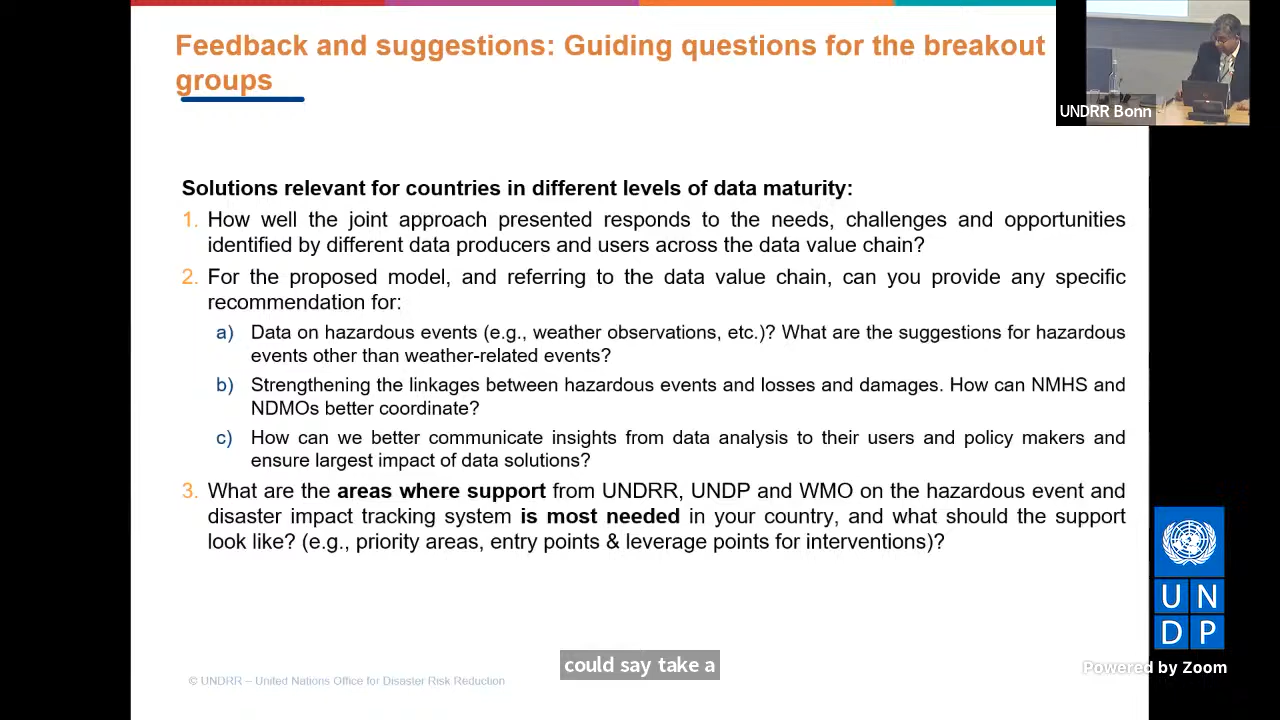 Feedback and suggestions: Guiding questions for the breakout
groups
UNDRR Bonn
Solutions relevant for countries in different levels of data maturity:
1. How well the joint approach presented responds to the needs, challenges and opportunities
identified by different data producers and users across the data value chain?
2. For the proposed model, and referring to the data value chain, can you provide any specific
recommendation for:
a) Data on hazardous events (e.g., weather observations, etc.)? What are the suggestions for hazardous
events other than weather-related events?
b) Strengthening the linkages between hazardous events and losses and damages. How can NMHS and
NDMOs better coordinate?
c) How can we better communicate insights from data analysis to their users and policy makers and
ensure largest impact of data solutions?
3. What are the areas where support from UNDRR, UNDP and WMO on the hazardous event and
disaster impact tracking system is most needed in your country, and what should the support
look like? (e.g., priority areas, entry points & leverage points for interventions)?
U N
D P
could say take a
Powered by Zoom
© UNDRR – United Nations Office for Disaster Risk Reduction